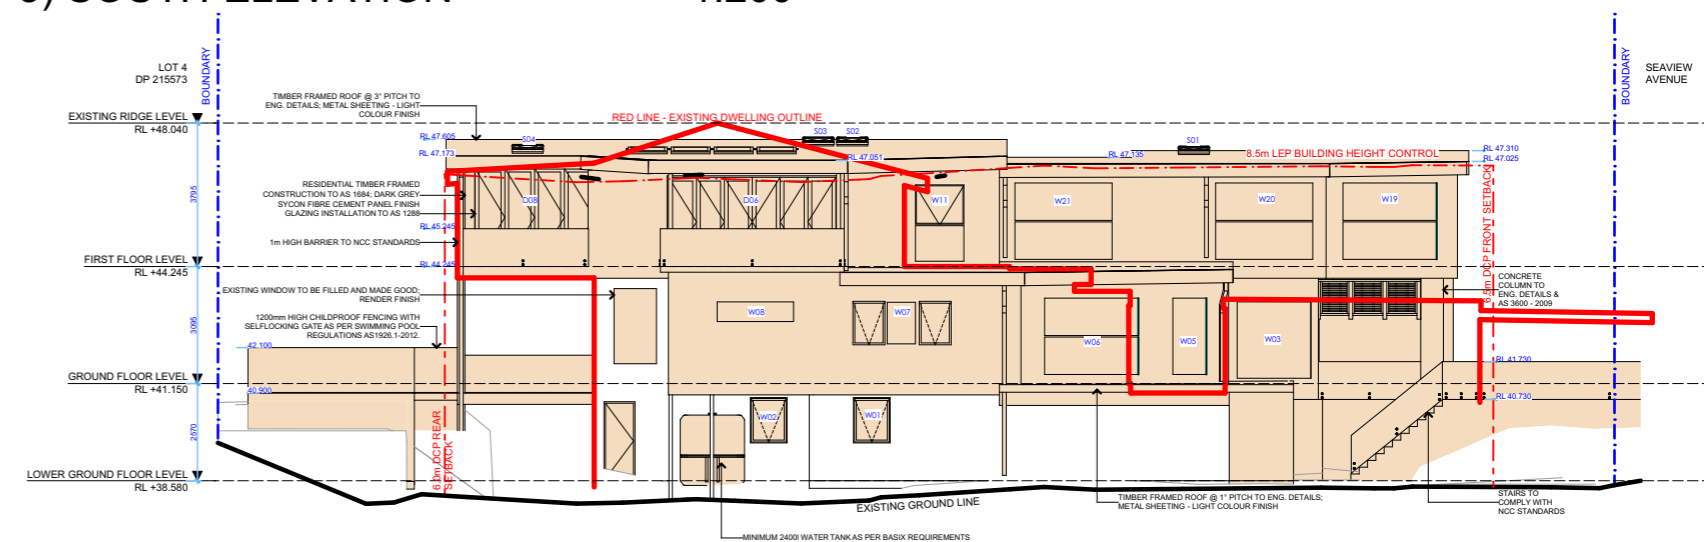 LOT 4
DP 215573
BOUNDARY
EXISTING RIDGE LEVEL
RL +48.040
TIMBER FRAMED ROOF @ 3° PITCH TO
ENG. DETAILS; METAL SHEETING - LIGHT
COLOUR FINISH
RED LINE - EXISTING DWELLING OUTLINE
BOUNDARY
SEAVIEW
AVENUE
RL 47.605
RL 47.173
S04
S03
S02
RL 47.051
RL 47.135
S01
8.5m LEP BUILDING HEIGHT CONTROL
RL 47.310
RL 47.025
3795
RESIDENTIAL TIMBER FRAMED
CONSTRUCTION TO AS 1684; DARK GREY
SYCON FIBRE CEMENT PANEL FINISH
GLAZING INSTALLATION TO AS 1288
D08
D06
W11
W21
W20
W19
RL 45.245
1m HIGH BARRIER TO NCC STANDARDS
6.5m DCP FRONT SETBACK
FIRST FLOOR LEVEL
RL +44.245
RL 44.245
EXISTING WINDOW TO BE FILLED AND MADE GOOD;
RENDER FINISH
CONCRETE
COLUMN TO
ENG. DETAILS &
AS 3600 - 2009
3095
1200mm HIGH CHILDPROOF FENCING WITH
SELFLOCKING GATE AS PER SWIMMING POOL
REGULATIONS AS1926.1-2012.
W08
W07
W06
W05
W03
42.100
RL 41.730
GROUND FLOOR LEVEL
RL +41.150
40.900
RL 40.730
2570
6.0m DCP REAR
SETBACK
W02
W01
LOWER GROUND FLOOR LEVEL
RL +38.580
EXISTING GROUND LINE
TIMBER FRAMED ROOF @ 1° PITCH TO ENG. DETAILS;
METAL SHEETING - LIGHT COLOUR FINISH
STAIRS TO
COMPLY WITH
NCC STANDARDS
MINIMUM 2400l WATER TANK AS PER BASIX REQUIREMENTS